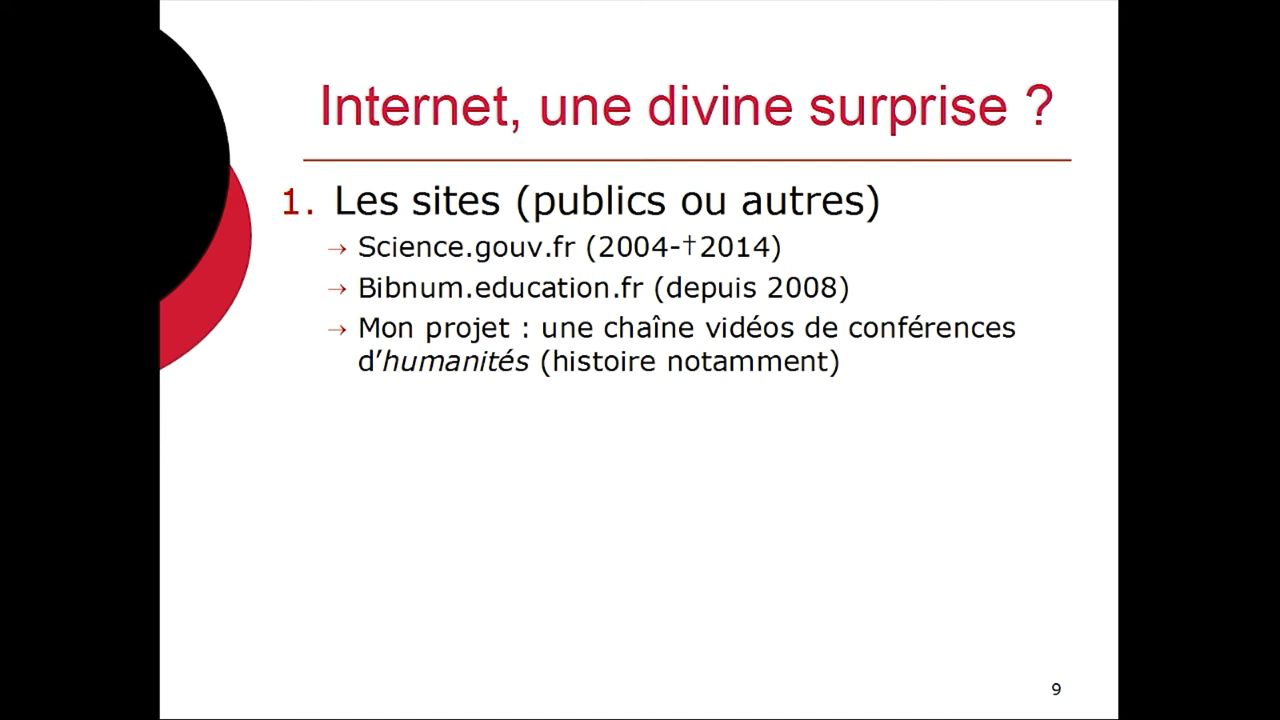 Internet, une divine surprise ?
1. Les sites (publics ou autres)
→ Science.gouv.fr (2004-†2014)
→ Bibnum.education.fr (depuis 2008)
→ Mon projet : une chaîne vidéos de conférences
d’humanités (histoire notamment)
9